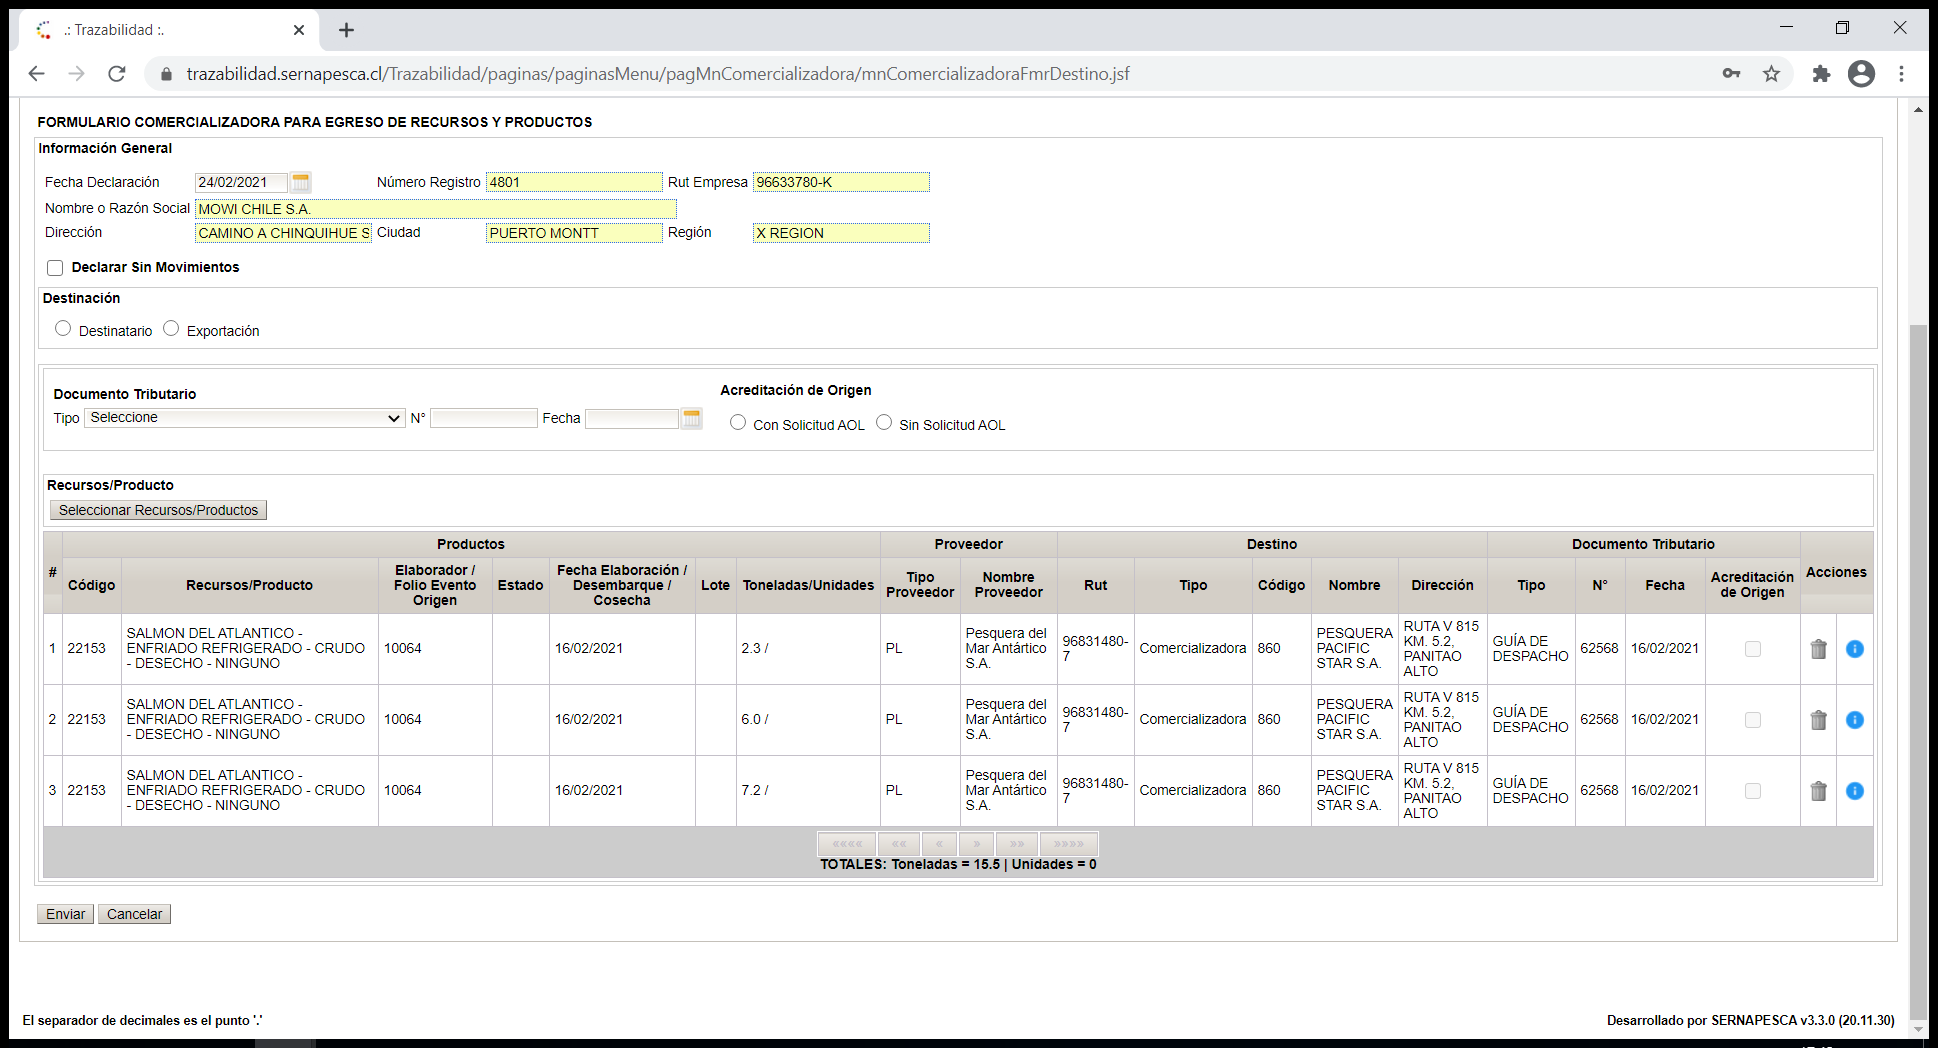 .: Trazabilidad :.
trazabilidad.sernapesca.cl/Trazabilidad/paginas/paginasMenu/pagMnComercializadora/mnComercializadoraFmrDestino.jsf
FORMULARIO COMERCIALIZADORA PARA EGRESO DE RECURSOS Y PRODUCTOS
Información General
Fecha Declaración 24/02/2021 Número Registro 4801 Rut Empresa 96633780-K
Nombre o Razón Social MOWI CHILE S.A.
Dirección CAMINO A CHINQUIHUE S Ciudad PUERTO MONTT Región X REGION
Declarar Sin Movimientos
Destinación
Destinatario Exportación
Documento Tributario
Tipo Seleccione N° Fecha
Acreditación de Origen
Con Solicitud AOL Sin Solicitud AOL
Recursos/Producto
Seleccionar Recursos/Productos
# Productos Proveedor Destino Documento Tributario Acciones
Código Recursos/Producto Elaborador / Folio Evento Origen Estado Fecha Elaboración / Desembarque / Cosecha Lote Toneladas/Unidades Tipo Proveedor Nombre Proveedor Rut Tipo Código Nombre Dirección Tipo N° Fecha Acreditación de Origen
1 22153 SALMON DEL ATLANTICO - ENFRIADO REFRIGERADO - CRUDO - DESECHO - NINGUNO 10064 16/02/2021 2.3 / PL Pesquera del Mar Antártico S.A. 96831480-7 Comercializadora 860 PESQUERA PACIFIC STAR S.A. RUTA V 815 KM. 5.2, PANITAO ALTO GUÍA DE DESPACHO 62568 16/02/2021
2 22153 SALMON DEL ATLANTICO - ENFRIADO REFRIGERADO - CRUDO - DESECHO - NINGUNO 10064 16/02/2021 6.0 / PL Pesquera del Mar Antártico S.A. 96831480-7 Comercializadora 860 PESQUERA PACIFIC STAR S.A. RUTA V 815 KM. 5.2, PANITAO ALTO GUÍA DE DESPACHO 62568 16/02/2021
3 22153 SALMON DEL ATLANTICO - ENFRIADO REFRIGERADO - CRUDO - DESECHO - NINGUNO 10064 16/02/2021 7.2 / PL Pesquera del Mar Antártico S.A. 96831480-7 Comercializadora 860 PESQUERA PACIFIC STAR S.A. RUTA V 815 KM. 5.2, PANITAO ALTO GUÍA DE DESPACHO 62568 16/02/2021
«««« «« « » »» »»»»
TOTALES: Toneladas = 15.5 | Unidades = 0
Enviar Cancelar
El separador de decimales es el punto '.'
Desarrollado por SERNAPESCA v3.3.0 (20.11.30)